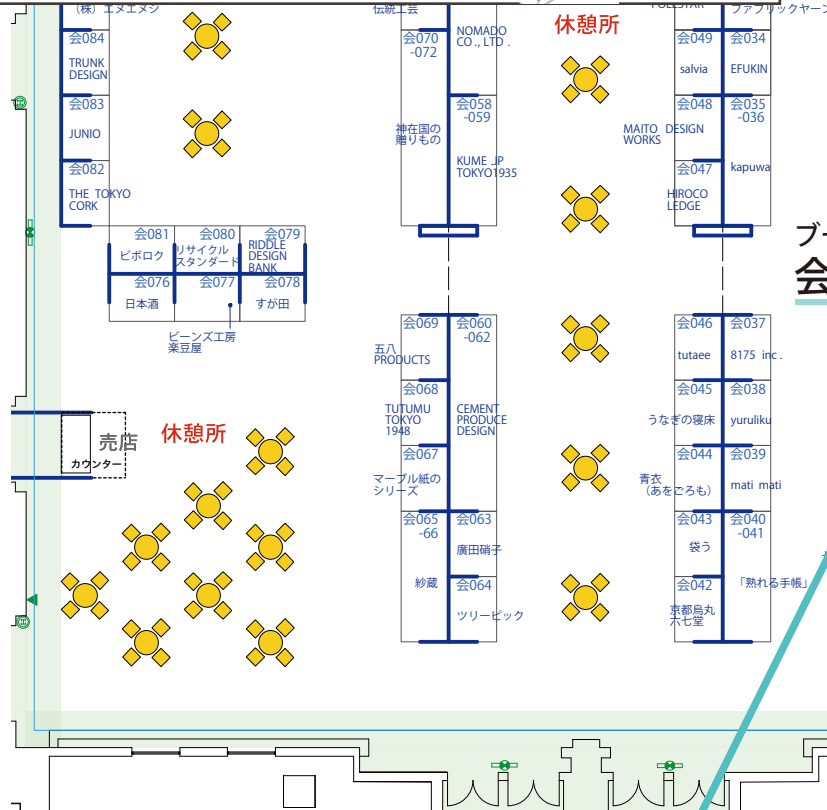 (株) エヌエヌジ
会084
TRUNK
DESIGN
会083
JUNIO
会082
THE TOKYO
CORK
会081
ビボロク
会080
リサイクル
スタンダード
会079
RIDDLE
DESIGN
BANK
会076
日本酒
会077
会078
すが田
ビーンズ工房
楽豆屋
売店
カウンター
休憩所
伝統工芸
会070
-072
神在国の
贈りもの
NOMADO
CO., LTD .
会058
-059
KUME JP
TOKYO1935
会069
五八
PRODUCTS
会068
TUTUMU
TOKYO
1948
会067
マーブル紙の
シリーズ
会065
-66
紗蔵
会060
-062
CEMENT
PRODUCE
DESIGN
会063
廣田硝子
会064
ツリーピック
休憩所
会049
salvia
会048
MAITO DESIGN
WORKS
会047
HIROCO
LEDGE
ファブリックヤーン
会034
EFUKIN
会035
-036
kapuwa
会046
tutaee
会045
うなぎの寝床
会044
青衣
(あをごろも)
会043
袋う
会042
京都烏丸
六七堂
会037
8175 inc .
会038
yuruliku
会039
mati mati
会040
-041
「熟れる手帳」
ブー
会